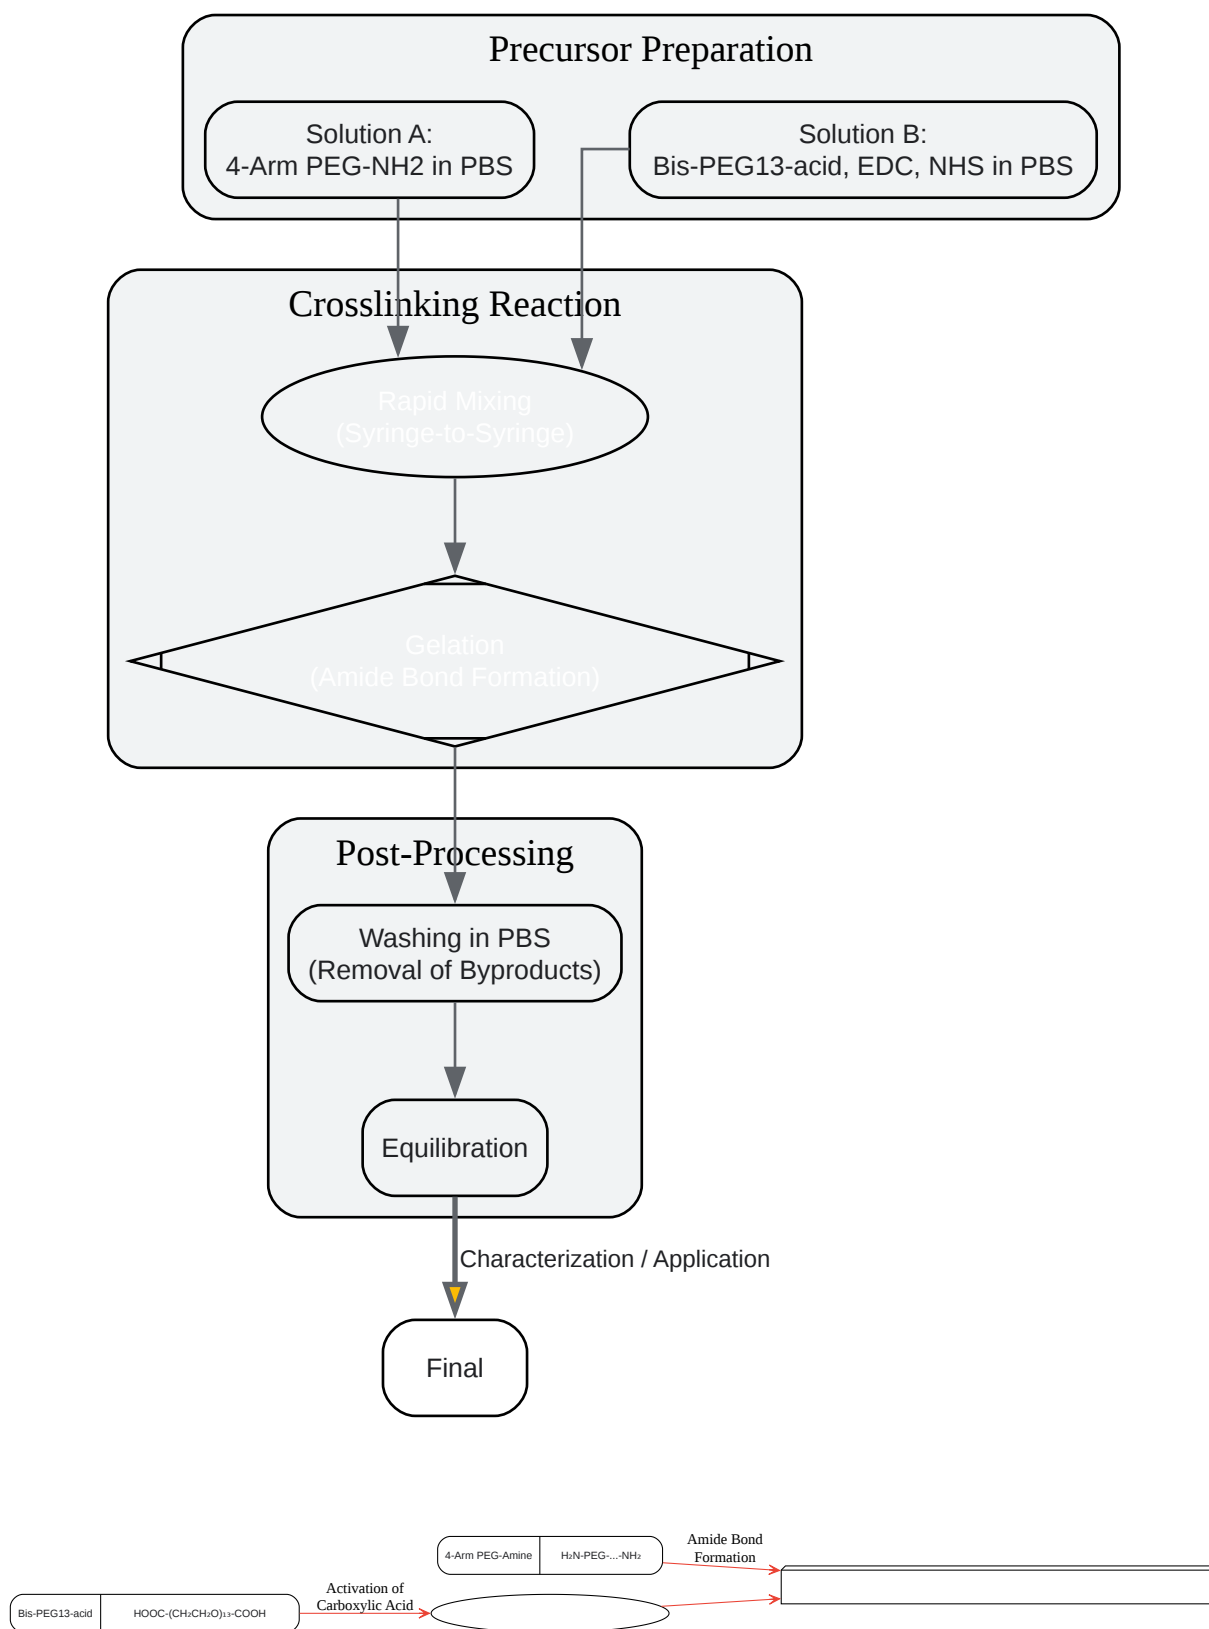 Precursor Preparation
Solution A:
4-Arm PEG-NH2 in PBS
Solution B:
Bis-PEG13-acid, EDC, NHS in PBS
Crosslinking Reaction
Rapid Mixing
(Syringe-to-Syringe)
Gelation
(Amide Bond Formation)
Post-Processing
Washing in PBS
(Removal of Byproducts)
Equilibration
Characterization / Application
Final
4-Arm PEG-Amine
H₂N-PEG-...-NH₂
Amide Bond
Formation
Bis-PEG13-acid
HOOC-(CH₂CH₂O)₁₃-COOH
Activation of
Carboxylic Acid